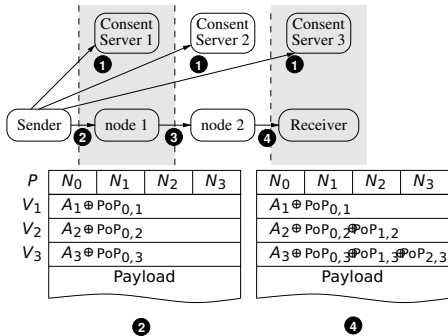 Consent Server 1
Consent Server 2
Consent Server 3
1 1 1
Sender node 1 node 2 Receiver
2 3 4
P N0 N1 N2 N3 N0 N1 N2 N3
V1 A1⊕PoP0,1 A1⊕PoP0,1
V2 A2⊕PoP0,2 A2⊕PoP0,2⊕PoP1,2
V3 A3⊕PoP0,3 A3⊕PoP0,3⊕PoP1,3⊕PoP2,3
Payload Payload
2 4